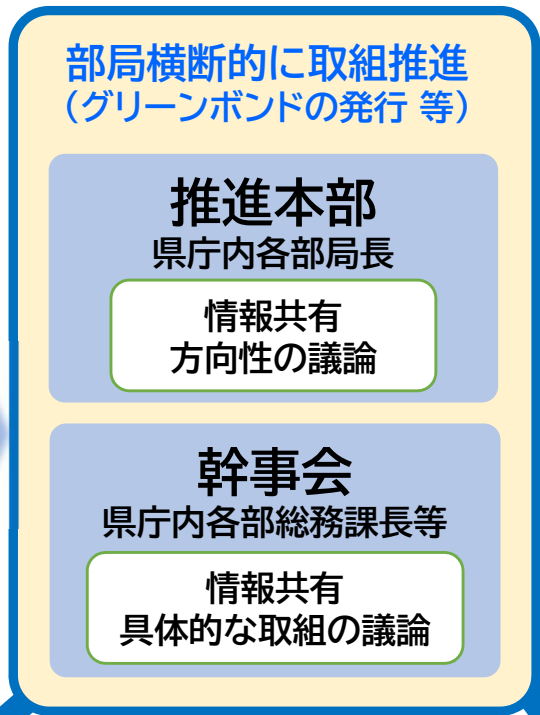 部局横断的に取組推進
（グリーンボンドの発行 等）
推進本部
県庁内各部局長
情報共有
方向性の議論
幹事会
県庁内各部総務課長等
情報共有
具体的な取組の議論